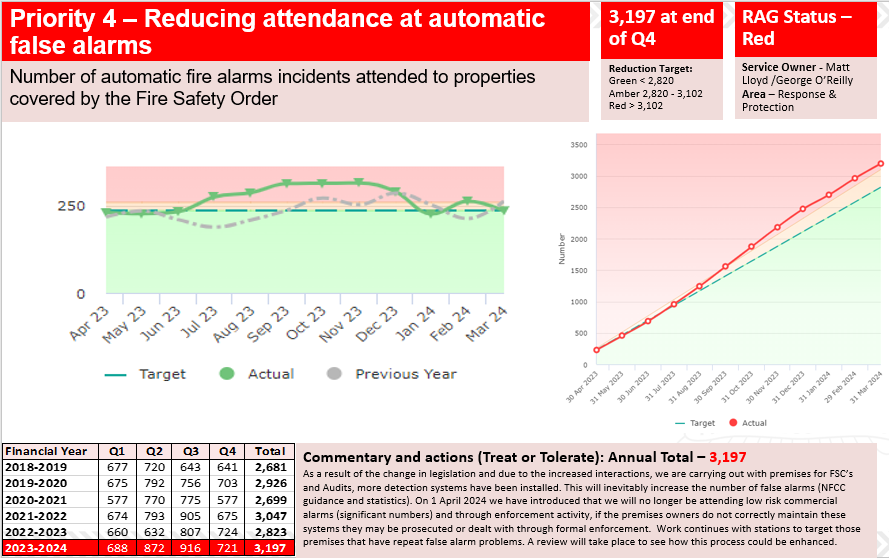 Priority 4 – Reducing attendance at automatic
false alarms
3,197 at end
of Q4
RAG Status –
Red
Number of automatic fire alarms incidents attended to properties
covered by the Fire Safety Order
Reduction Target:
Green < 2,820
Amber 2,820 - 3,102
Red > 3,102
Service Owner - Matt
Lloyd /George O'Reilly
Area – Response &
Protection
250
0
Apr 23
May 23
Jun 23
Jul 23
Aug 23
Sep 23
Oct 23
Nov 23
Dec 23
Jan 24
Feb 24
Mar 24
Target
Actual
Previous Year
3500
3000
2500
2000
1500
1000
500
0
Number
30 Apr 2023
31 May 2023
30 Jun 2023
31 Jul 2023
31 Aug 2023
30 Sep 2023
31 Oct 2023
30 Nov 2023
31 Dec 2023
31 Jan 2024
29 Feb 2024
31 Mar 2024
Target
Actual
Financial Year Q1 Q2 Q3 Q4 Total
2018-2019 677 720 643 641 2,681
2019-2020 675 792 756 703 2,926
2020-2021 577 770 775 577 2,699
2021-2022 674 793 905 675 3,047
2022-2023 660 632 807 724 2,823
2023-2024 688 872 916 721 3,197
Commentary and actions (Treat or Tolerate): Annual Total – 3,197
As a result of the change in legislation and due to the increased interactions, we are carrying out with premises for FSC's
and Audits, more detection systems have been installed. This will inevitably increase the number of false alarms (NFCC
guidance and statistics). On 1 April 2024 we have introduced that we will no longer be attending low risk commercial
alarms (significant numbers) and through enforcement activity, if the premises owners do not correctly maintain these
systems they may be prosecuted or dealt with through formal enforcement. Work continues with stations to target those
premises that have repeat false alarm problems. A review will take place to see how this process could be enhanced.